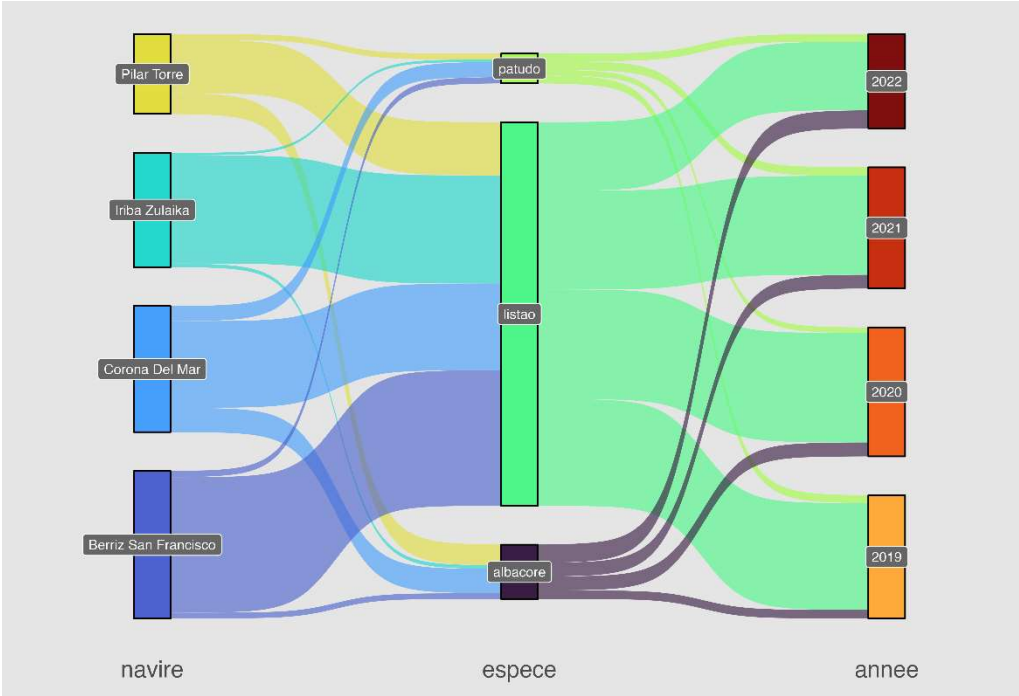 Pilar Torre
Iriba Zulaika
Corona Del Mar
Berriz San Francisco
patudo
listao
albacore
2022
2021
2020
2019
navire
espece
annee